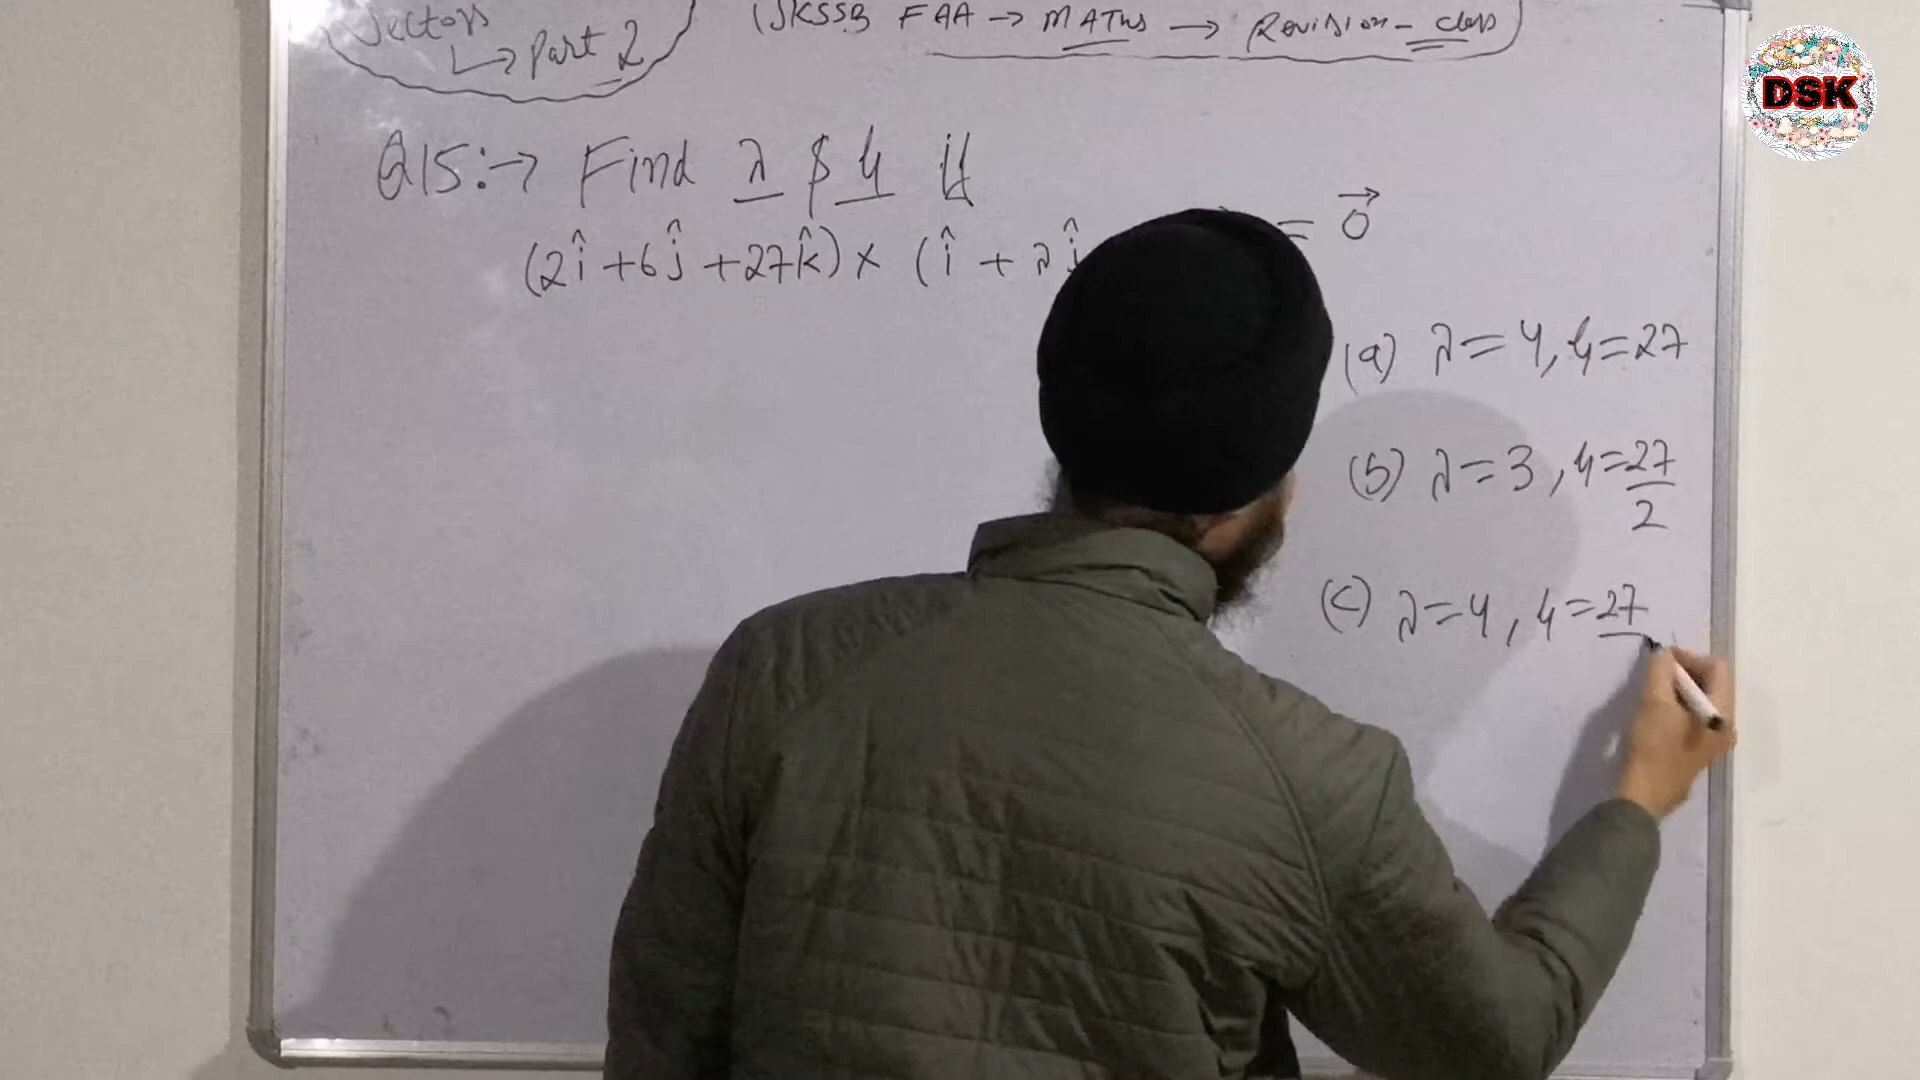 Vectors
↳ Part 2
(JKSSB FAA → MATHS → Revision - class)
DSK
Q15:→ Find λ & μ if
(2î + 6ĵ + 27k̂) × (î + λĵ = 0⃗
(a) λ = 4, μ = 27
(b) λ = 3, μ = 27/2
(c) λ = 4, μ = 27